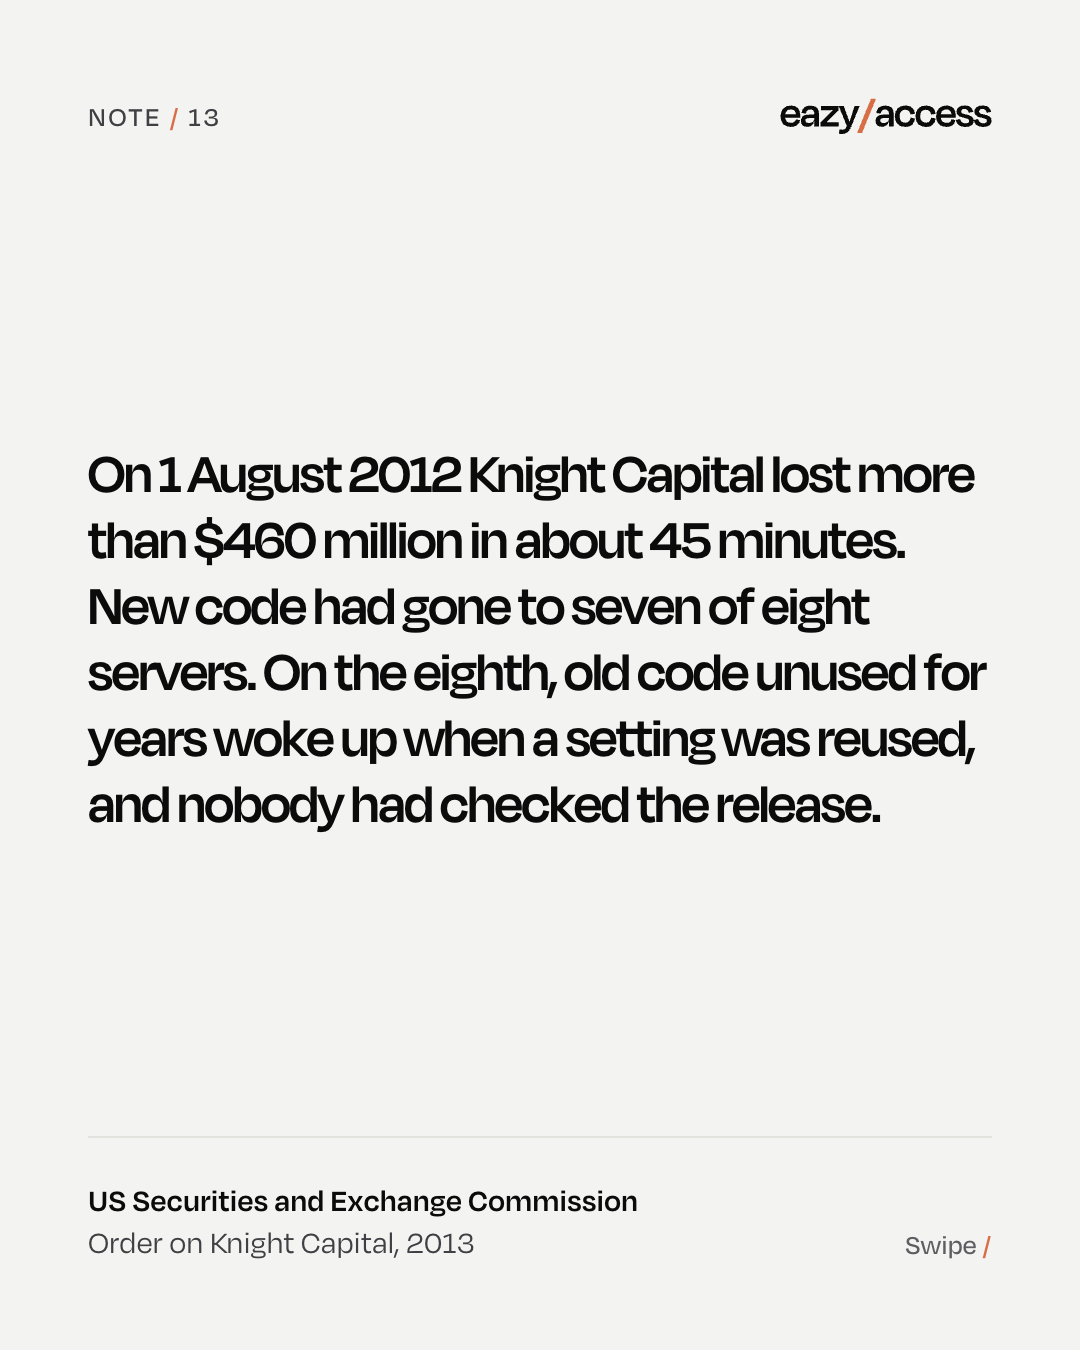 NOTE / 13
eazy/access
On 1 August 2012 Knight Capital lost more
than $460 million in about 45 minutes.
New code had gone to seven of eight
servers. On the eighth, old code unused for
years woke up when a setting was reused,
and nobody had checked the release.
US Securities and Exchange Commission
Order on Knight Capital, 2013
Swipe /